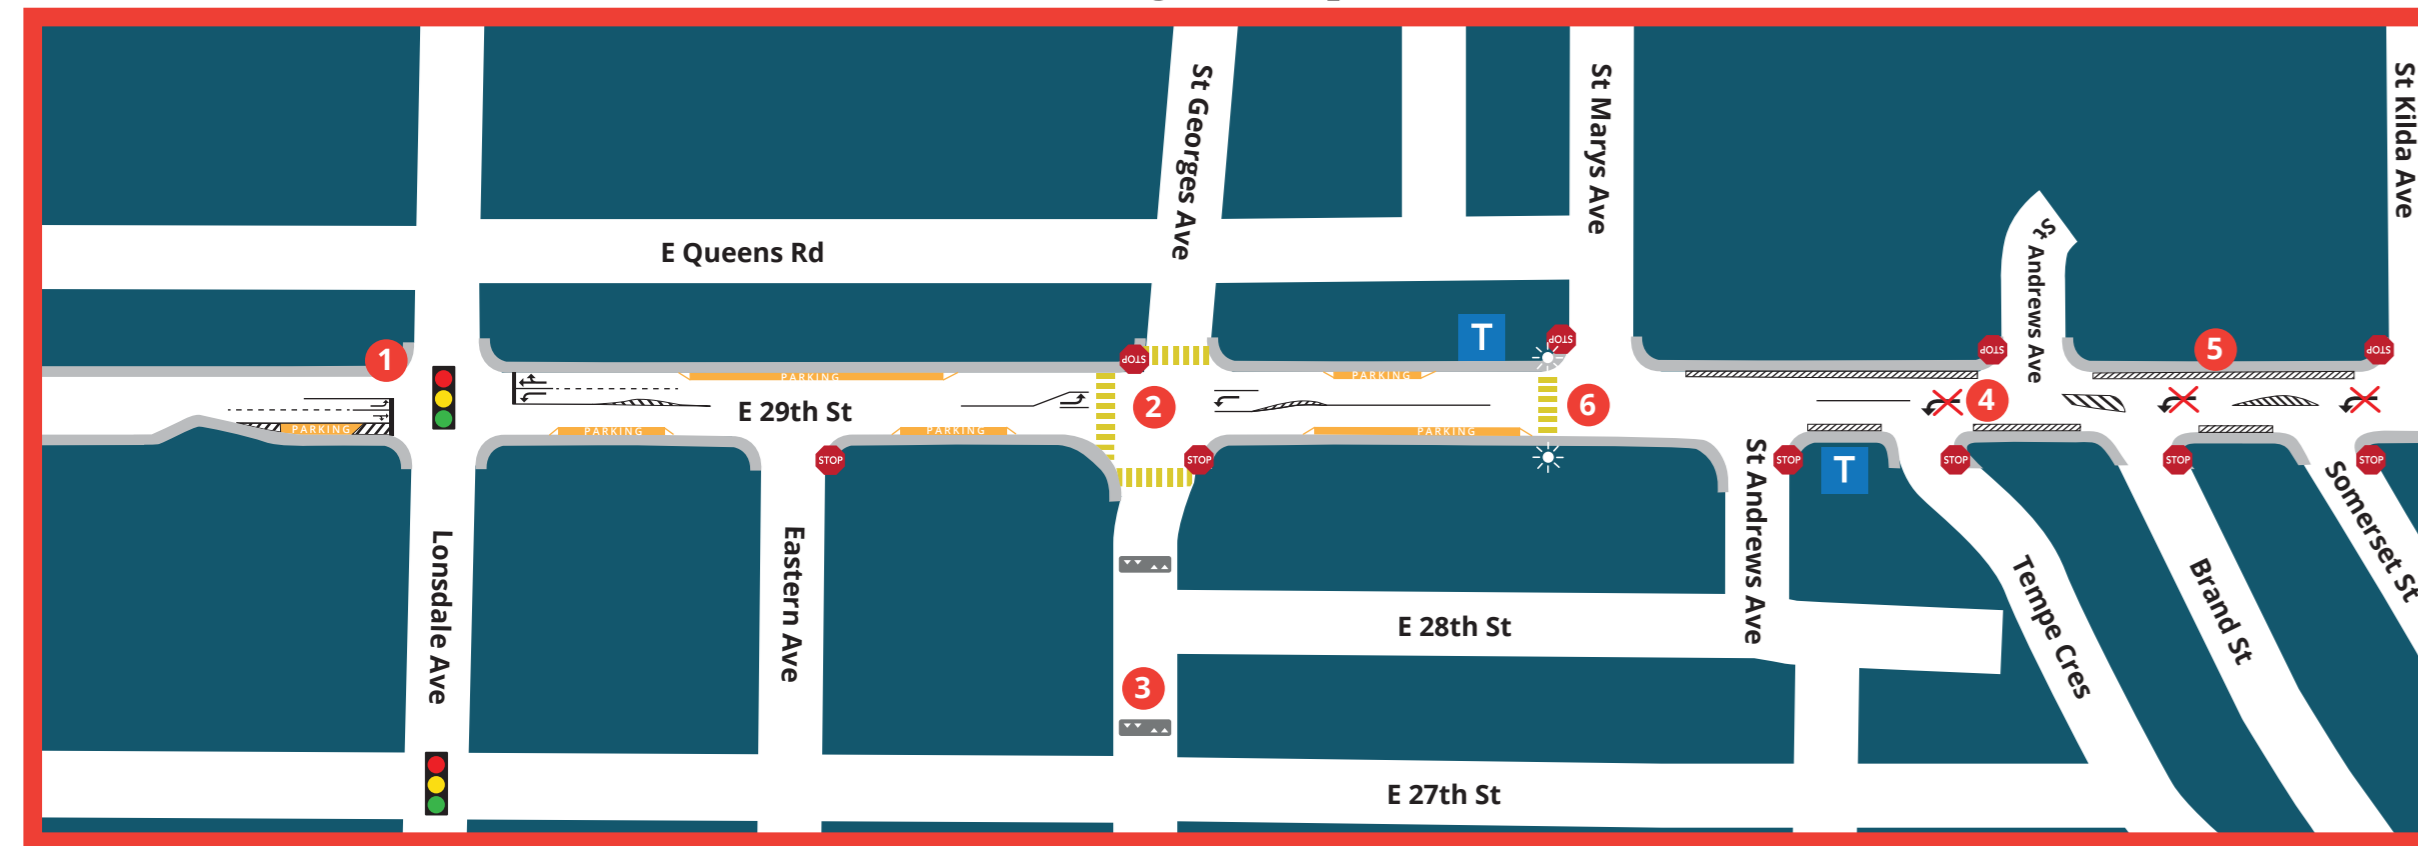 St Georges Ave
St Marys Ave
St Kilda Ave
E Queens Rd
St Andrews Ave
T
1
STOP
STOP
STOP
5
STOP
PARKING
PARKING
2
6
4
E 29th St
PARKING
PARKING
PARKING
PARKING
STOP
STOP
STOP
T
STOP
STOP
STOP
Lonsdale Ave
Eastern Ave
St Andrews Ave
Somerset St
Tempe Cres
Brand St
E 28th St
3
E 27th St